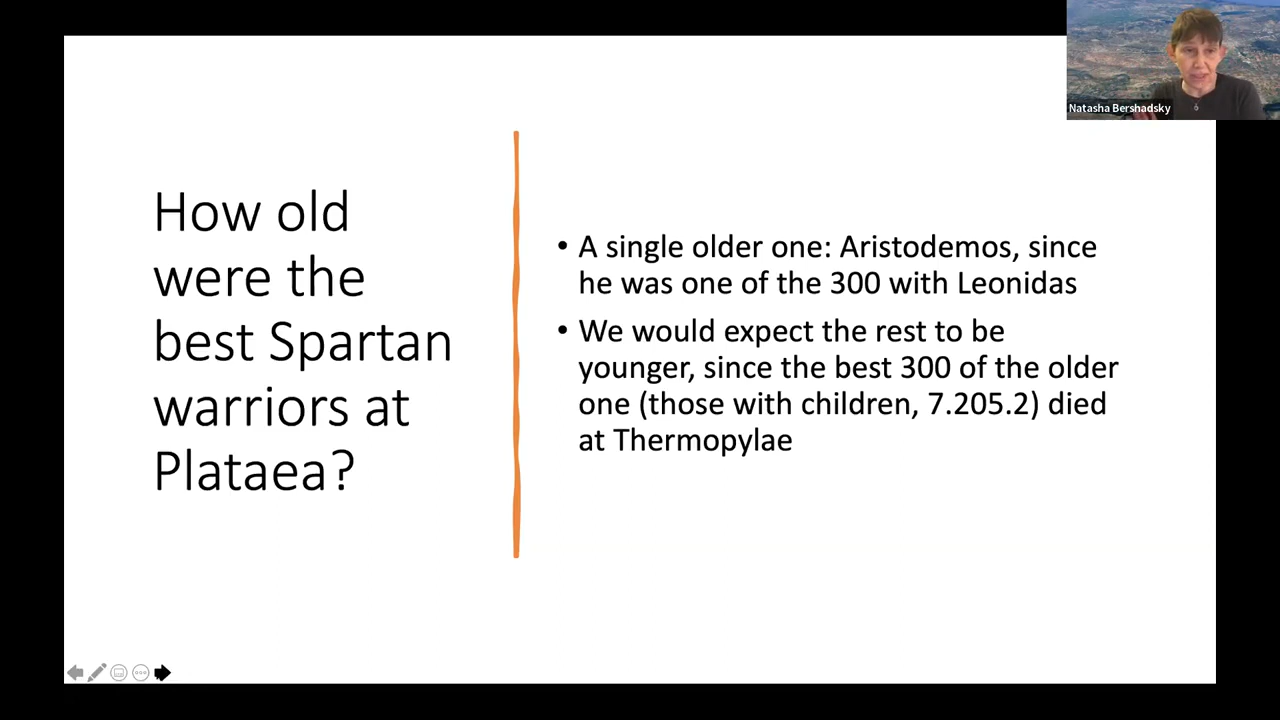 Natasha Bershadsky
How old
were the
best Spartan
warriors at
Plataea?
• A single older one: Aristodemos, since
he was one of the 300 with Leonidas
• We would expect the rest to be
younger, since the best 300 of the older
one (those with children, 7.205.2) died
at Thermopylae